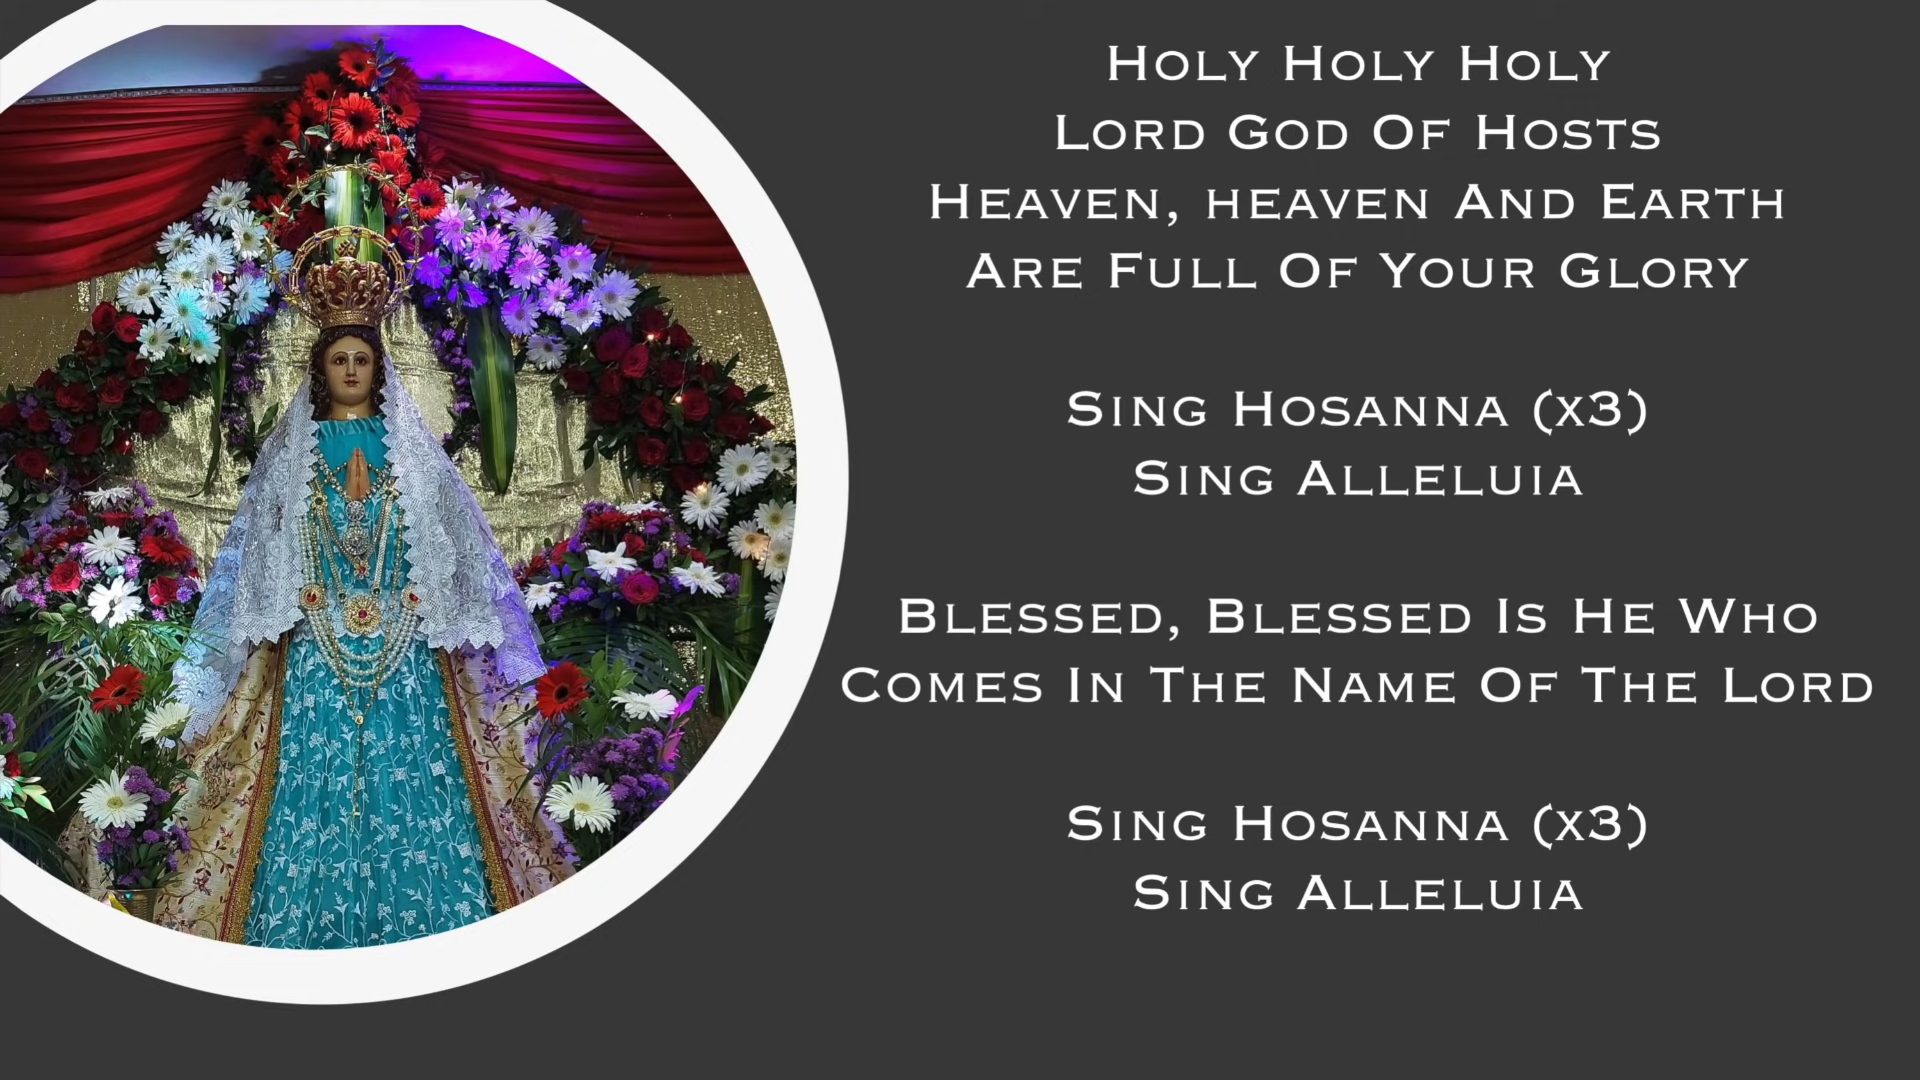 Holy Holy Holy
Lord God Of Hosts
Heaven, heaven And Earth
Are Full Of Your Glory
Sing Hosanna (x3)
Sing Alleluia
Blessed, Blessed Is He Who
Comes In The Name Of The Lord
Sing Hosanna (x3)
Sing Alleluia